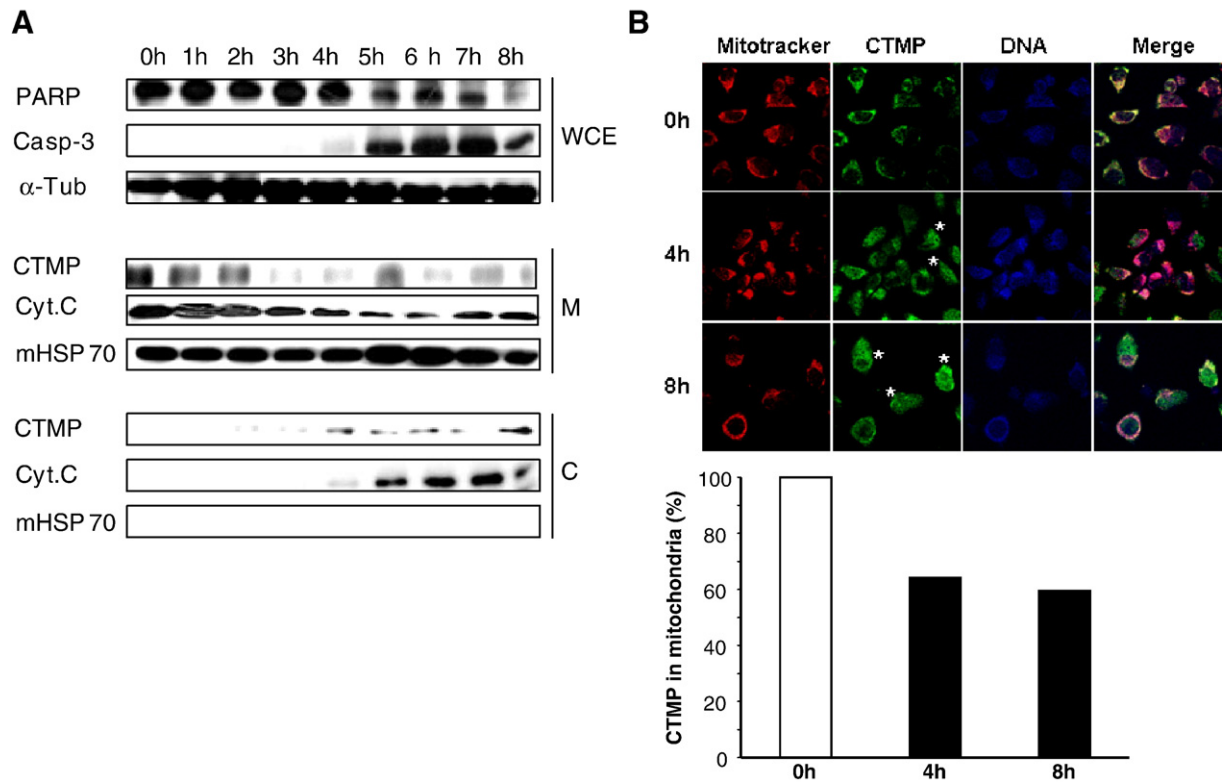 A
0h 1h 2h 3h 4h 5h 6 h 7h 8h
PARP
Casp-3
α-Tub
WCE
CTMP
Cyt.C
mHSP 70
M
CTMP
Cyt.C
mHSP 70
C
B
Mitotracker CTMP DNA Merge
0h
4h
* *
8h
* * *
CTMP in mitochondria (%)
100
80
60
40
20
0
0h 4h 8h